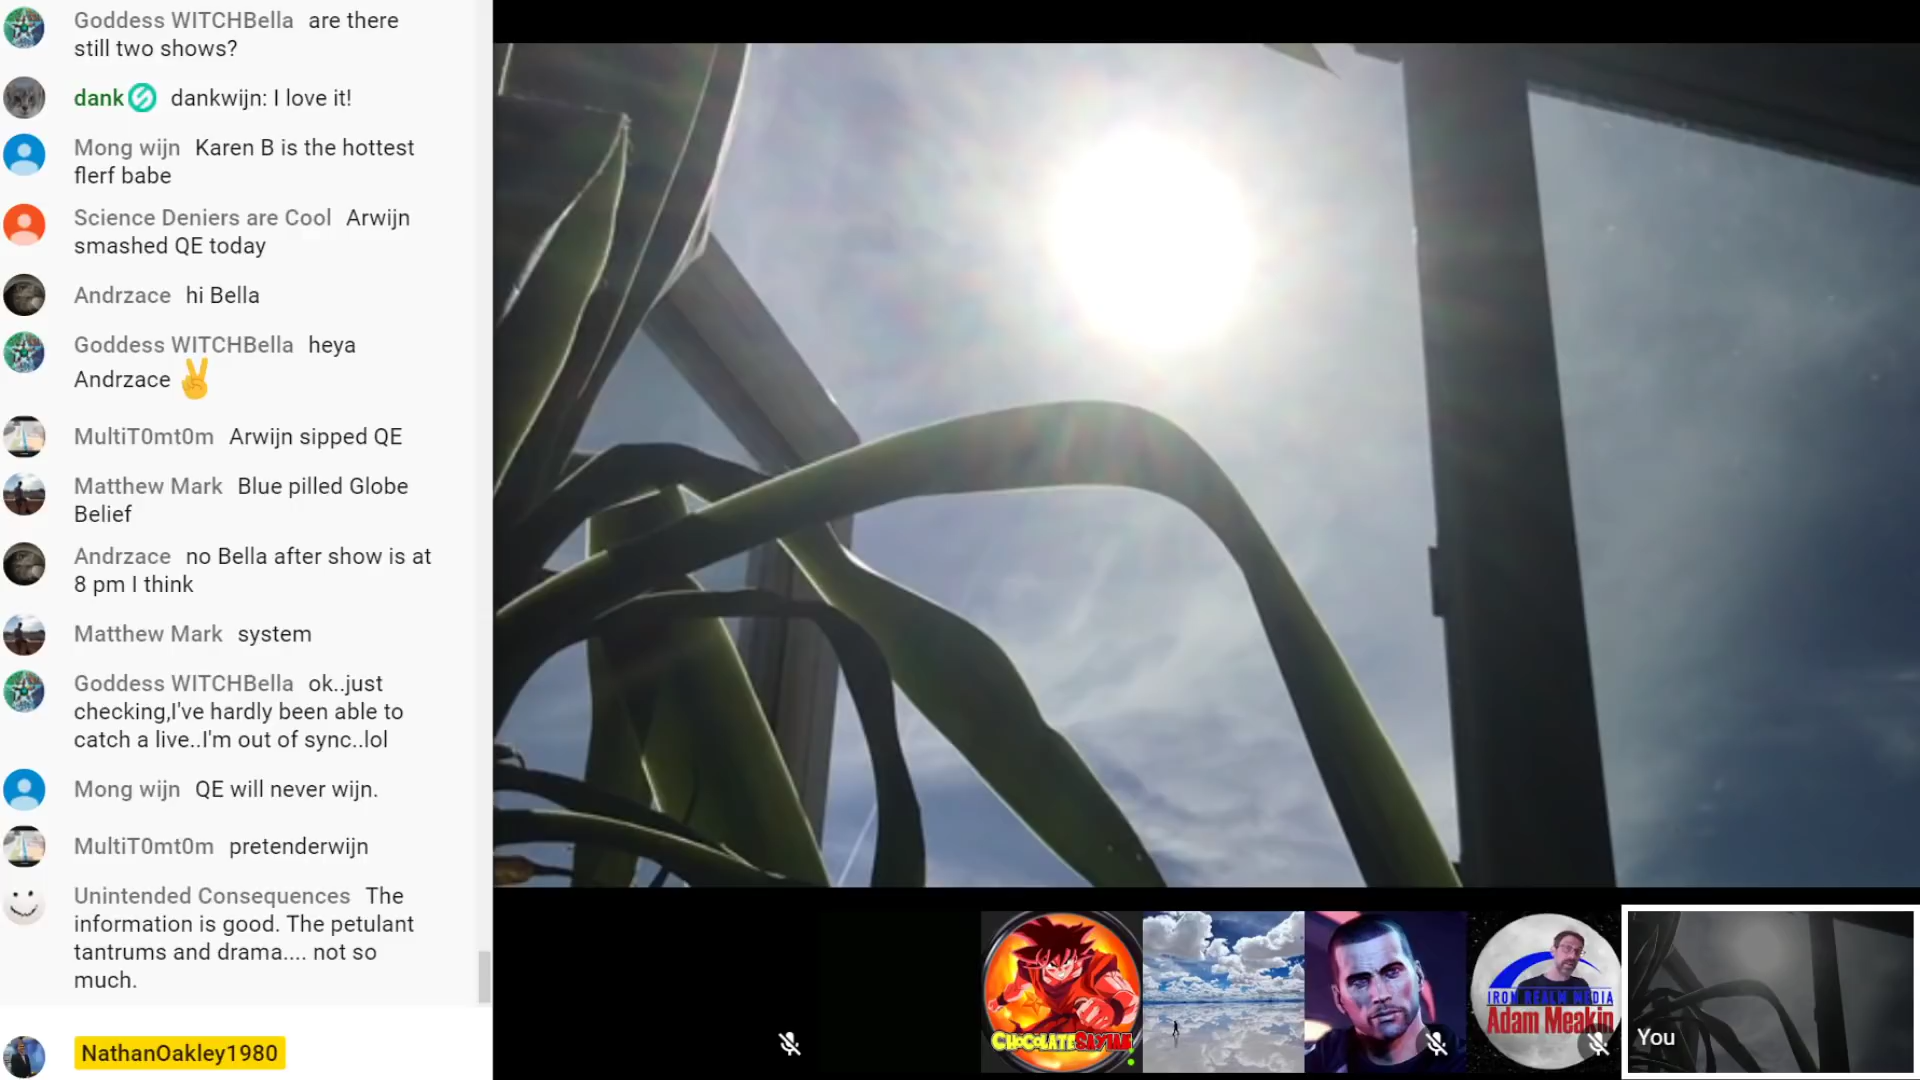 Goddess WITCHBella are there
still two shows?
dank dankwijn: I love it!
Mong wijn Karen B is the hottest
flerf babe
Science Deniers are Cool Arwijn
smashed QE today
Andrzace hi Bella
Goddess WITCHBella heya
Andrzace ✌
MultiT0mt0m Arwijn sipped QE
Matthew Mark Blue pilled Globe
Belief
Andrzace no Bella after show is at
8 pm I think
Matthew Mark system
Goddess WITCHBella ok..just
checking,I've hardly been able to
catch a live..I'm out of sync..lol
Mong wijn QE will never wijn.
MultiT0mt0m pretenderwijn
Unintended Consequences The
information is good. The petulant
tantrums and drama.... not so
much.
NathanOakley1980
CHOCOLATESAYIAN
IRON REALM MEDIA
Adam Meakin
You